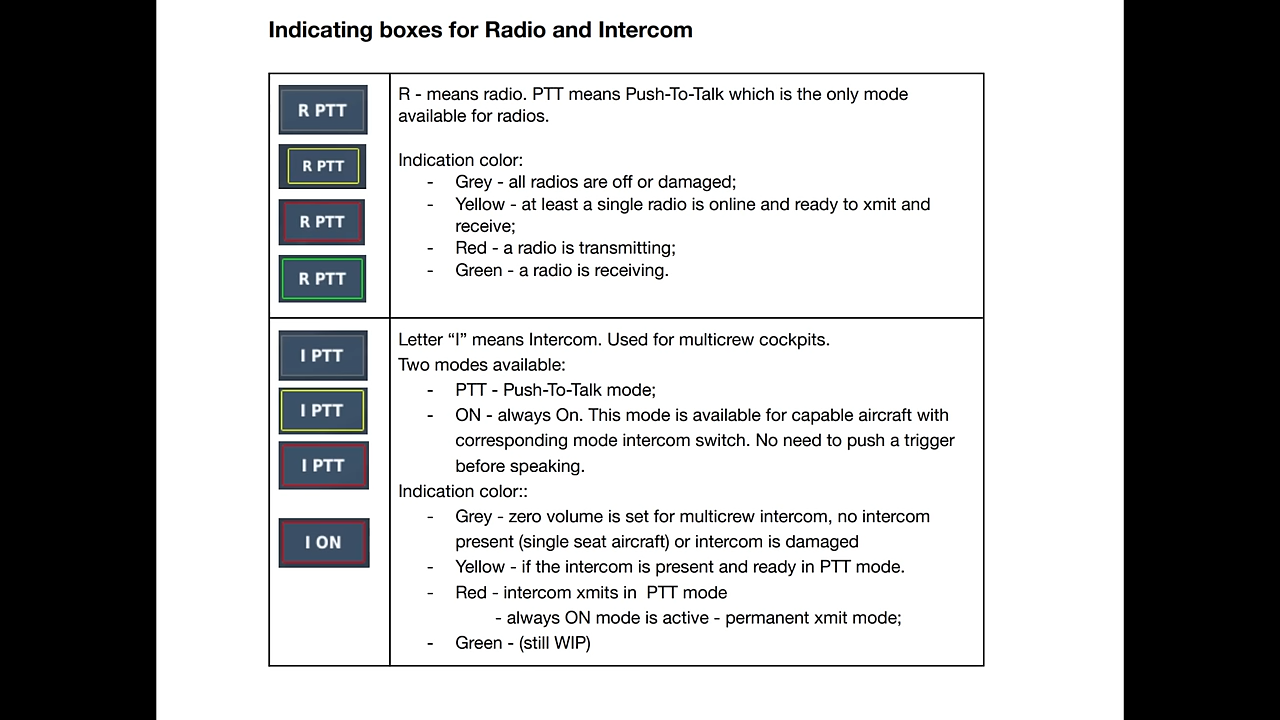 Indicating boxes for Radio and Intercom
R PTT
R PTT
R PTT
R PTT
R - means radio. PTT means Push-To-Talk which is the only mode
available for radios.
Indication color:
- Grey - all radios are off or damaged;
- Yellow - at least a single radio is online and ready to xmit and
receive;
- Red - a radio is transmitting;
- Green - a radio is receiving.
I PTT
I PTT
I PTT
I ON
Letter “I” means Intercom. Used for multicrew cockpits.
Two modes available:
- PTT - Push-To-Talk mode;
- ON - always On. This mode is available for capable aircraft with
corresponding mode intercom switch. No need to push a trigger
before speaking.
Indication color::
- Grey - zero volume is set for multicrew intercom, no intercom
present (single seat aircraft) or intercom is damaged
- Yellow - if the intercom is present and ready in PTT mode.
- Red - intercom xmits in  PTT mode
- always ON mode is active - permanent xmit mode;
- Green - (still WIP)